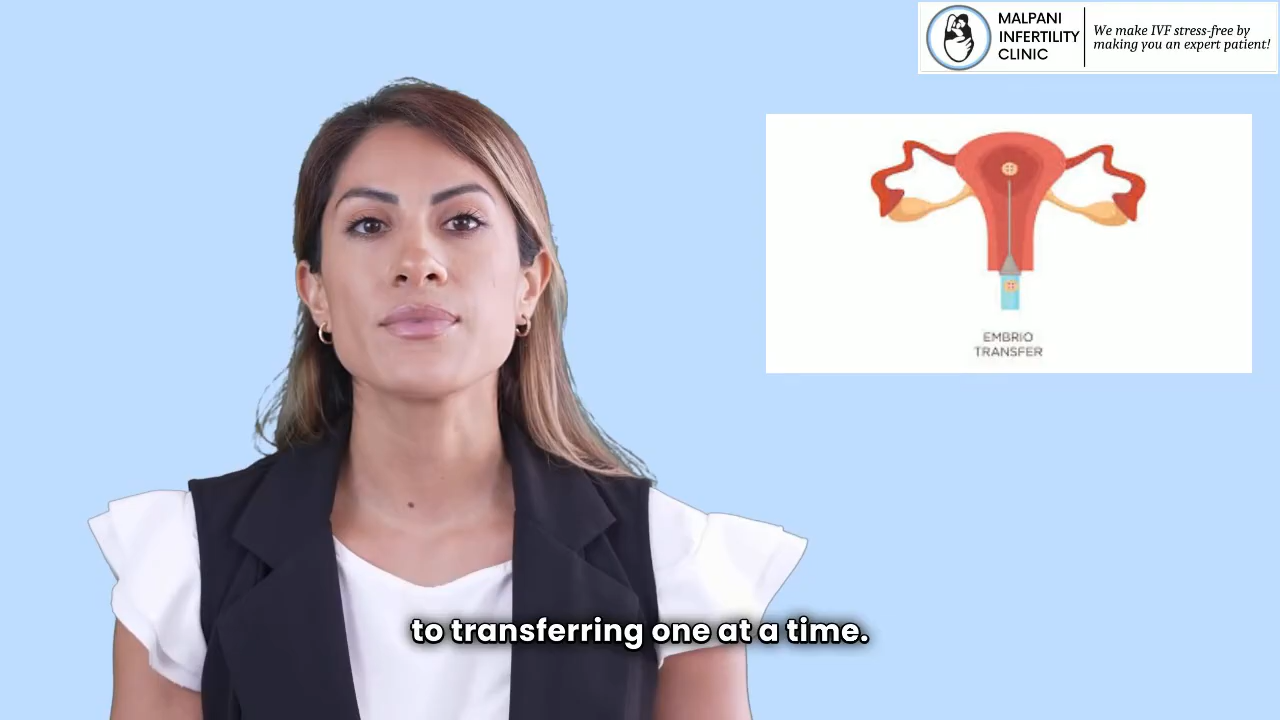 MALPANI
INFERTILITY
CLINIC
We make IVF stress-free by
making you an expert patient!
EMBRIO
TRANSFER
to transferring one at a time.